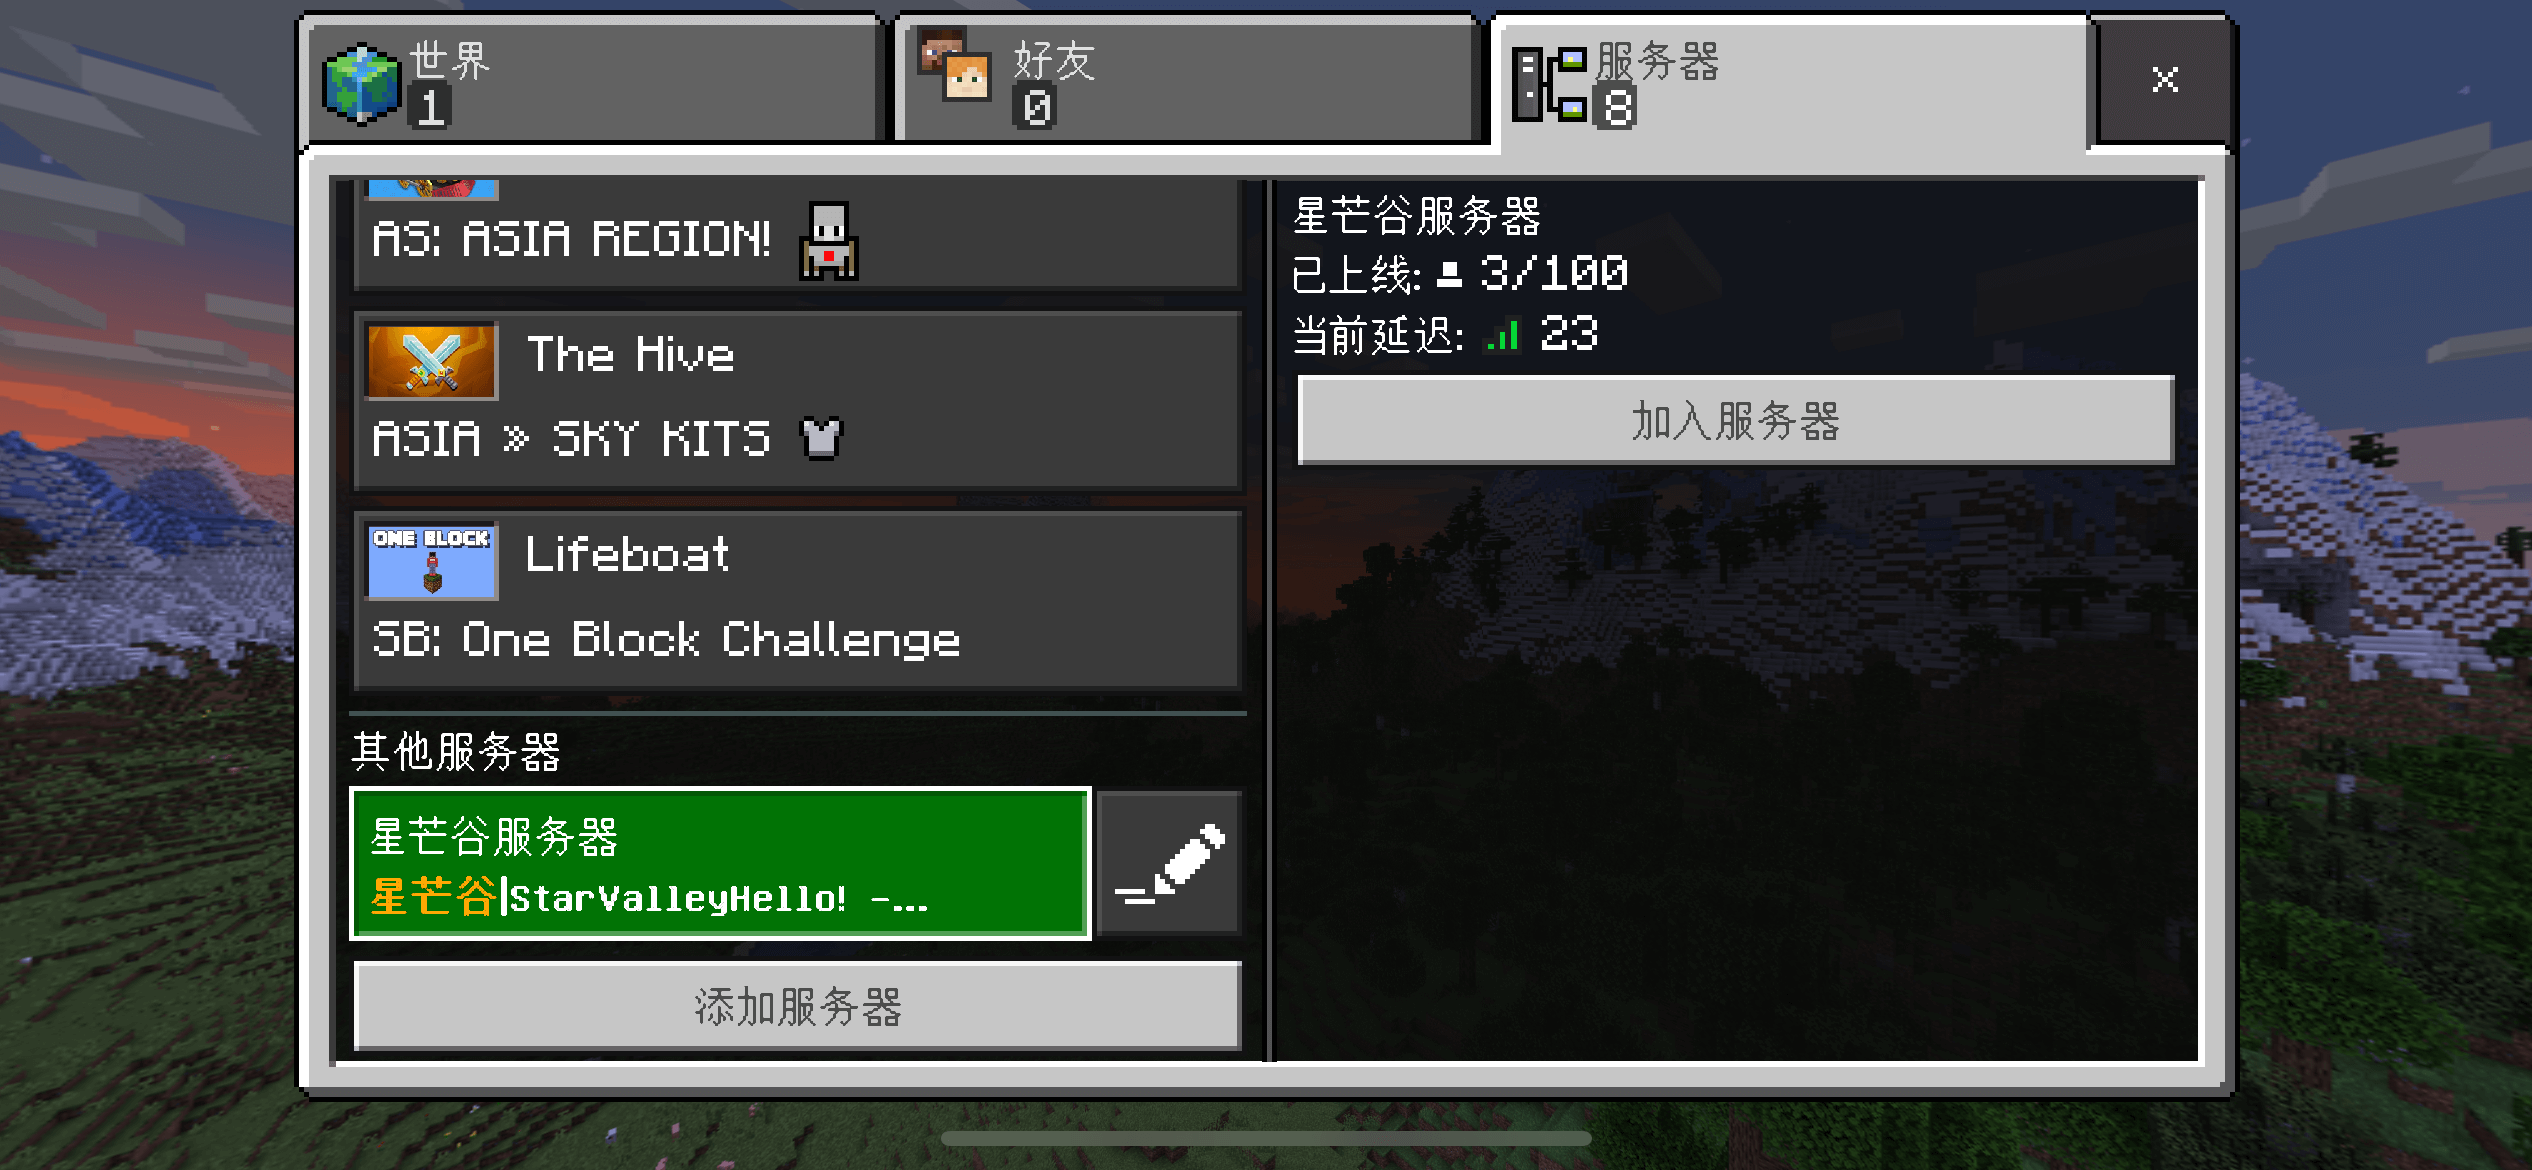 世界
1
好友
0
服务器
8
AS: ASIA REGION!
The Hive
ASIA » SKY KITS
ONE BLOCK
Lifeboat
SB: One Block Challenge
其他服务器
星芒谷服务器
星芒谷|StarValleyHello! -...
添加服务器
星芒谷服务器
已上线: 3/100
当前延迟: 23
加入服务器